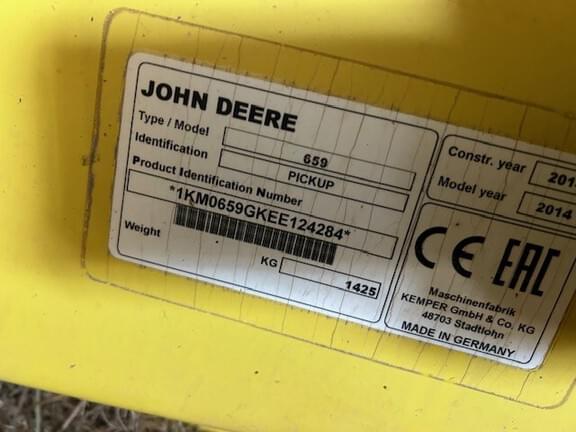 JOHN DEERE
Type / Model 659
Identification PICKUP
Product Identification Number
*1KM0659GKEE124284*
Weight KG 1425
Constr. year
Model year 2014
CE EAC
Maschinenfabrik
KEMPER GmbH & Co. KG
48703 Stadtlohn
MADE IN GERMANY